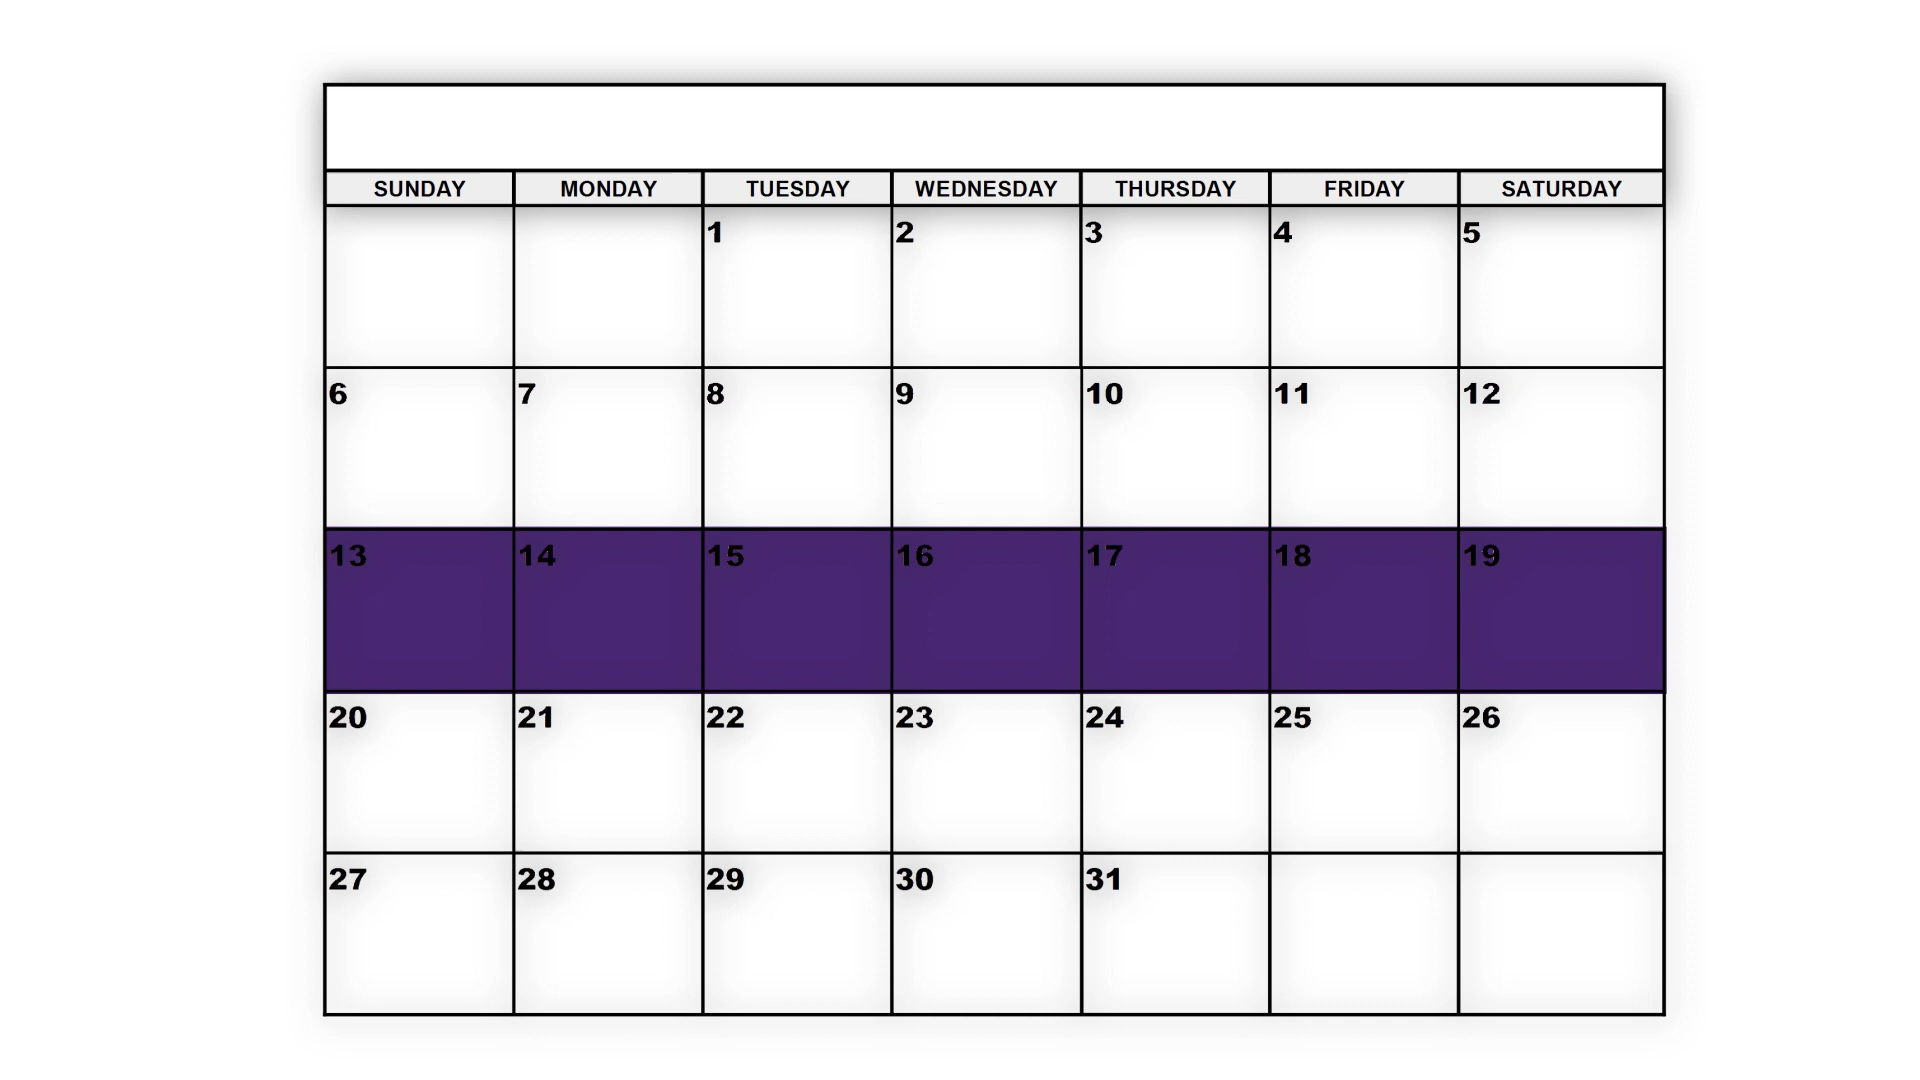 SUNDAY MONDAY TUESDAY WEDNESDAY THURSDAY FRIDAY SATURDAY
1 2 3 4 5
6 7 8 9 10 11 12
13 14 15 16 17 18 19
20 21 22 23 24 25 26
27 28 29 30 31